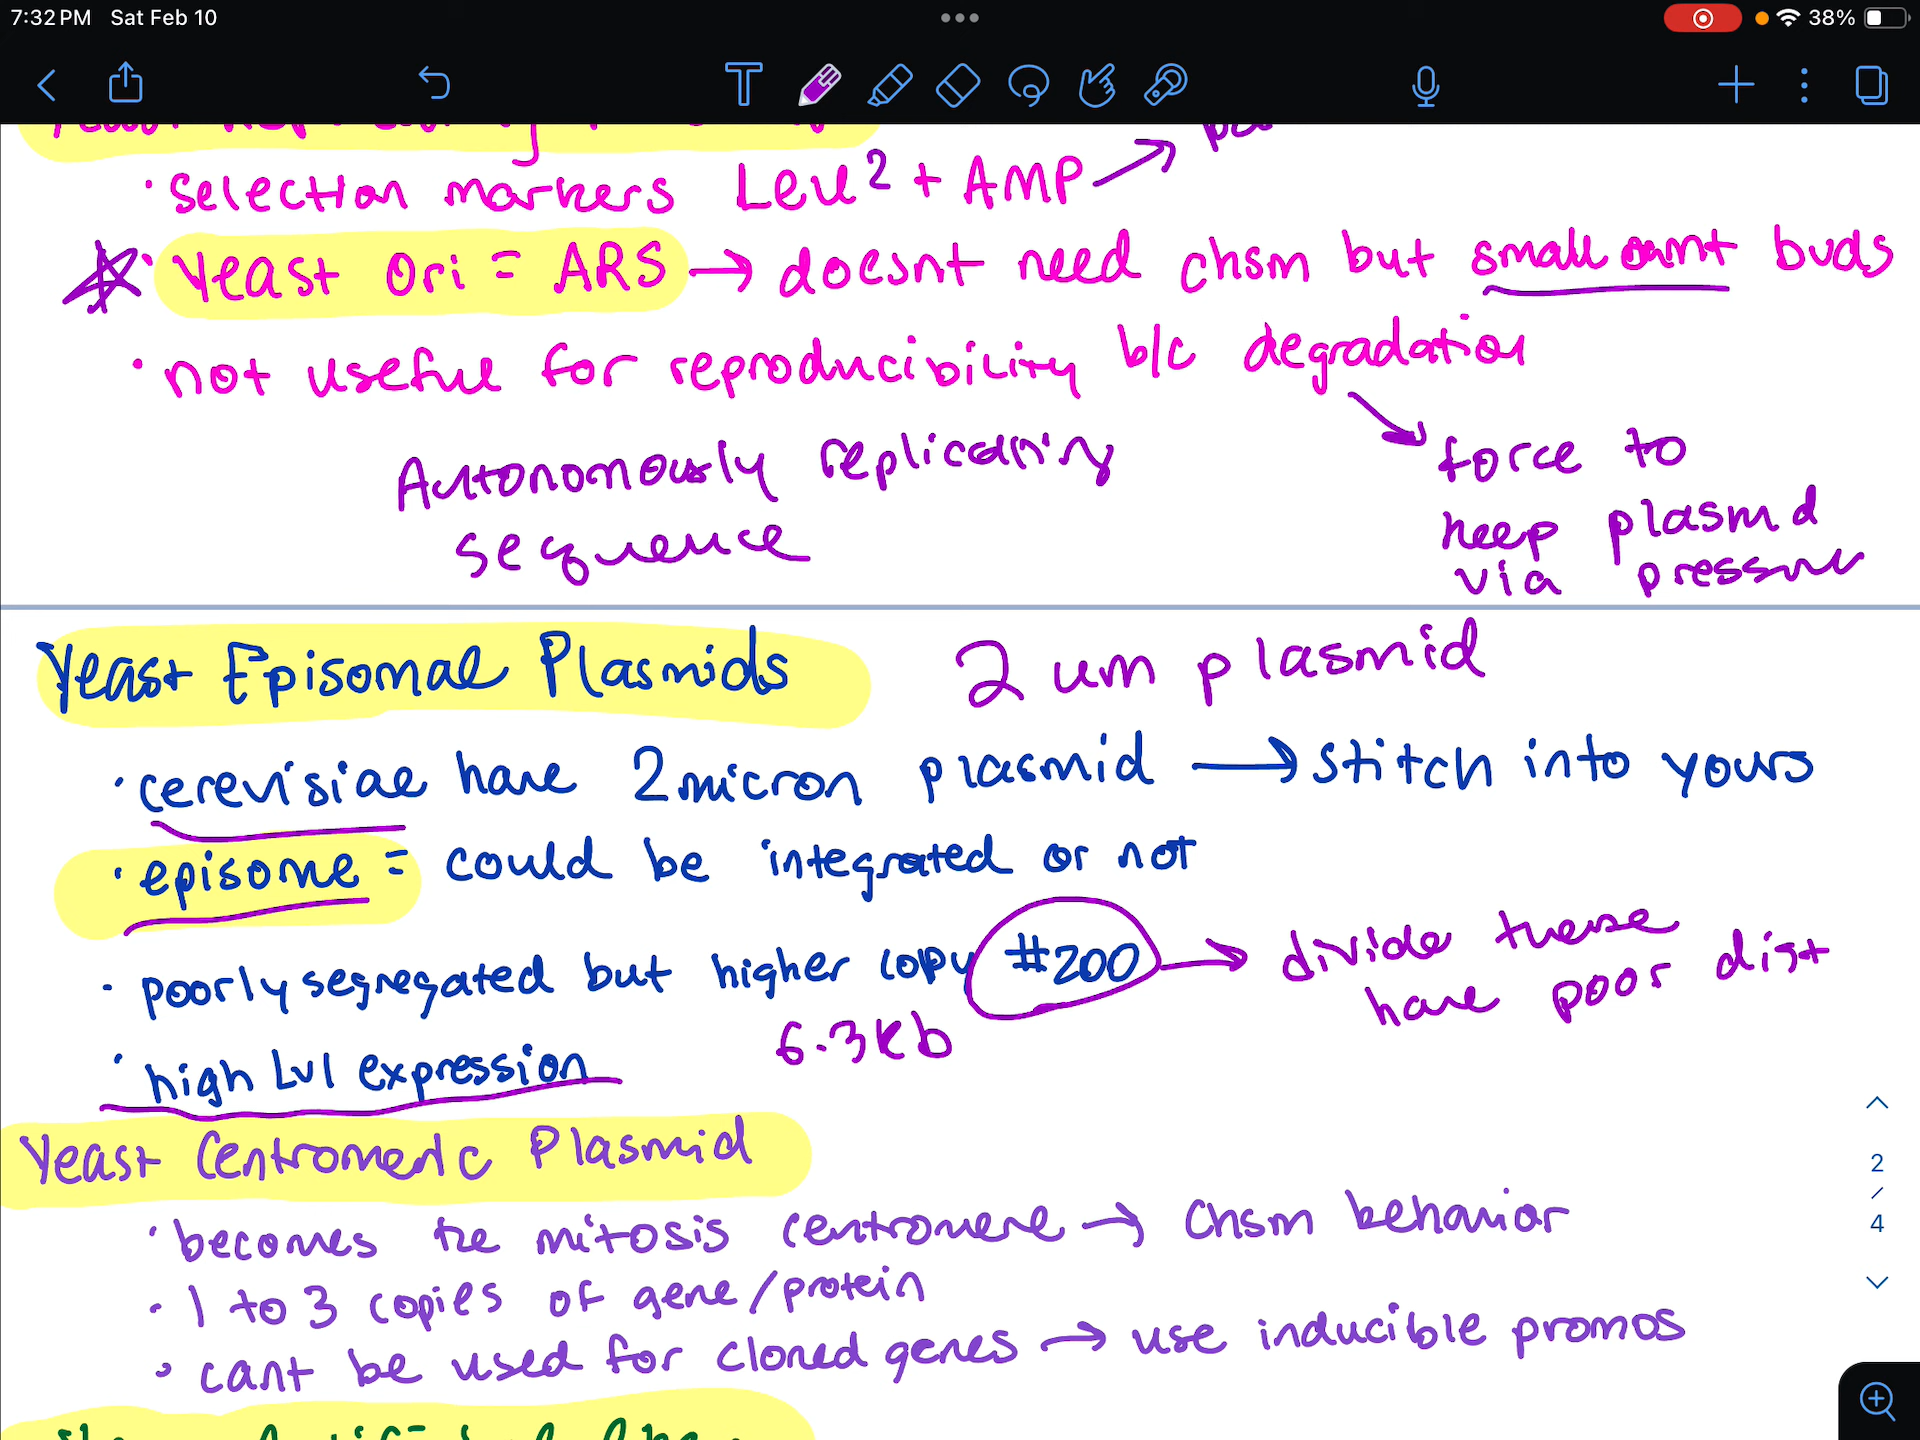 7:32 PM Sat Feb 10
38%
• selection markers Leu2 + AMP →
• Yeast Ori = ARS → doesnt need chsm but small amnt buds
• not useful for reproducibility b/c degradation
Autonomously replicating
sequence
force to
keep plasmid
via pressure
Yeast Episomal Plasmids 2 um plasmid
• cerevisiae have 2micron plasmid → stitch into yours
• episome = could be integrated or not
• poorly segregated but higher copy #200 → divide these
have poor dist
6.3kb
• high Lvl expression
Yeast Centromeric Plasmid
• becomes the mitosis centromere → chsm behavior
• 1 to 3 copies of gene/protein
• cant be used for cloned genes → use inducible promos
2
/
4